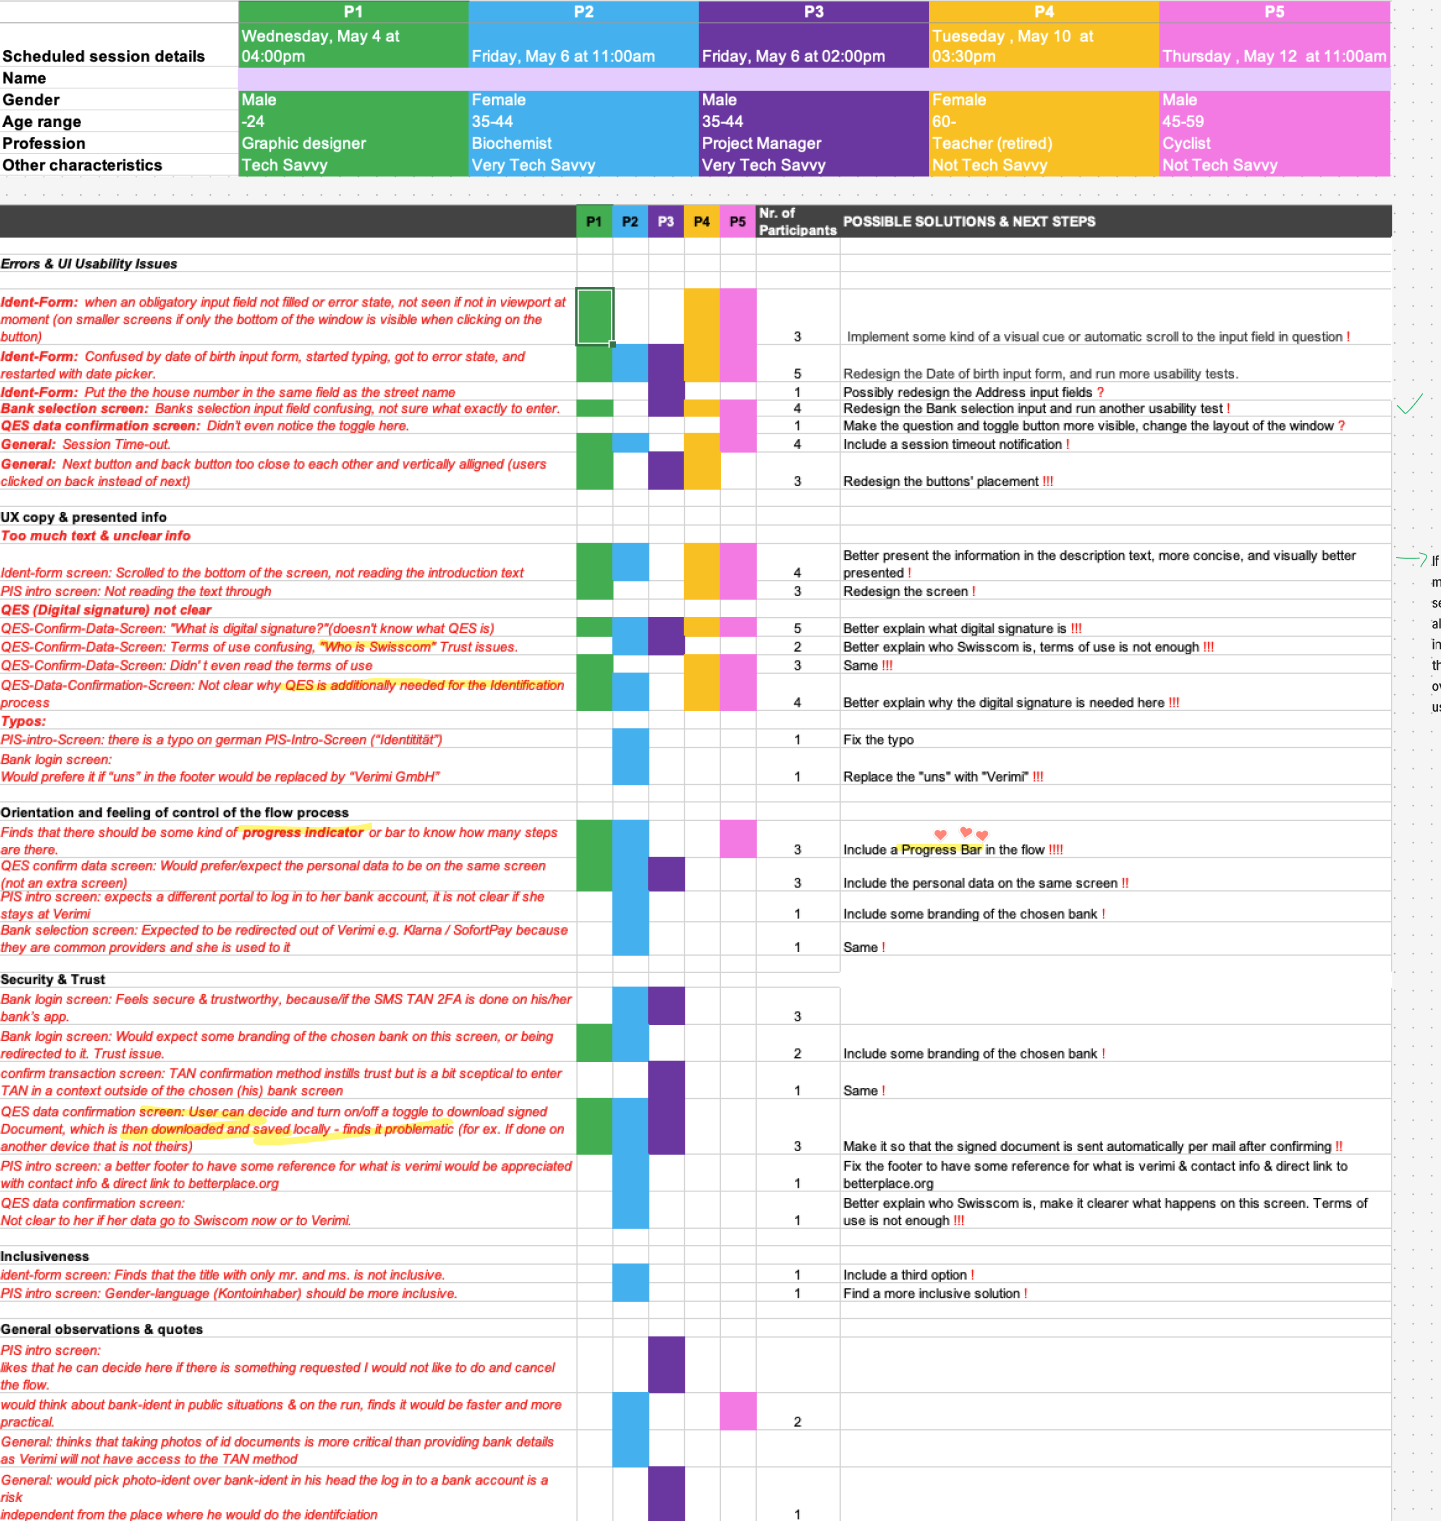 P1 P2 P3 P4 P5
Scheduled session details
Wednesday, May 4 at
04:00pm
Friday, May 6 at 11:00am
Friday, May 6 at 02:00pm
Tueseday , May 10 at
03:30pm
Thursday , May 12 at 11:00am
Name
Gender Male Female Male Female Male
Age range -24 35-44 35-44 60- 45-59
Profession Graphic designer Biochemist Project Manager Teacher (retired) Cyclist
Other characteristics Tech Savvy Very Tech Savvy Very Tech Savvy Not Tech Savvy Not Tech Savvy
P1 P2 P3 P4 P5
Nr. of
Participants
POSSIBLE SOLUTIONS & NEXT STEPS
Errors & UI Usability Issues
Ident-Form: when an obligatory input field not filled or error state, not seen if not in viewport at
moment (on smaller screens if only the bottom of the window is visible when clicking on the
button)
3 Implement some kind of a visual cue or automatic scroll to the input field in question !
Ident-Form: Confused by date of birth input form, started typing, got to error state, and
restarted with date picker.
5 Redesign the Date of birth input form, and run more usability tests.
Ident-Form: Put the the house number in the same field as the street name
1 Possibly redesign the Address input fields ?
Bank selection screen: Banks selection input field confusing, not sure what exactly to enter.
4 Redesign the Bank selection input and run another usability test !
QES data confirmation screen: Didn't even notice the toggle here.
1 Make the question and toggle button more visible, change the layout of the window ?
General: Session Time-out.
4 Include a session timeout notification !
General: Next button and back button too close to each other and vertically alligned (users
clicked on back instead of next)
3 Redesign the buttons' placement !!!
UX copy & presented info
Too much text & unclear info
Ident-form screen: Scrolled to the bottom of the screen, not reading the introduction text
4
Better present the information in the description text, more concise, and visually better
presented !
PIS intro screen: Not reading the text through
3 Redesign the screen !
QES (Digital signature) not clear
QES-Confirm-Data-Screen: "What is digital signature?"(doesn't know what QES is)
5 Better explain what digital signature is !!!
QES-Confirm-Data-Screen: Terms of use confusing, "Who is Swisscom" Trust issues.
2 Better explain who Swisscom is, terms of use is not enough !!!
QES-Confirm-Data-Screen: Didn' t even read the terms of use
3 Same !!!
QES-Data-Confirmation-Screen: Not clear why QES is additionally needed for the Identification
process
4 Better explain why the digital signature is needed here !!!
Typos:
PIS-intro-Screen: there is a typo on german PIS-Intro-Screen ("Identitität")
1 Fix the typo
Bank login screen:
Would prefere it if "uns" in the footer would be replaced by "Verimi GmbH"
1 Replace the "uns" with "Verimi" !!!
Orientation and feeling of control of the flow process
Finds that there should be some kind of progress indicator or bar to know how many steps
are there.
3 Include a Progress Bar in the flow !!!!
QES confirm data screen: Would prefer/expect the personal data to be on the same screen
(not an extra screen)
3 Include the personal data on the same screen !!
PIS intro screen: expects a different portal to log in to her bank account, it is not clear if she
stays at Verimi
1 Include some branding of the chosen bank !
Bank selection screen: Expected to be redirected out of Verimi e.g. Klarna / SofortPay because
they are common providers and she is used to it
1 Same !
Security & Trust
Bank login screen: Feels secure & trustworthy, because/if the SMS TAN 2FA is done on his/her
bank's app.
3
Bank login screen: Would expect some branding of the chosen bank on this screen, or being
redirected to it. Trust issue.
2 Include some branding of the chosen bank !
confirm transaction screen: TAN confirmation method instills trust but is a bit sceptical to enter
TAN in a context outside of the chosen (his) bank screen
1 Same !
QES data confirmation screen: User can decide and turn on/off a toggle to download signed
Document, which is then downloaded and saved locally - finds it problematic (for ex. If done on
another device that is not theirs)
3 Make it so that the signed document is sent automatically per mail after confirming !!
PIS intro screen: a better footer to have some reference for what is verimi would be appreciated
with contact info & direct link to betterplace.org
1
Fix the footer to have some reference for what is verimi & contact info & direct link to
betterplace.org
QES data confirmation screen:
Not clear to her if her data go to Swiscom now or to Verimi.
1
Better explain who Swisscom is, make it clearer what happens on this screen. Terms of
use is not enough !!!
Inclusiveness
ident-form screen: Finds that the title with only mr. and ms. is not inclusive.
1 Include a third option !
PIS intro screen: Gender-language (Kontoinhaber) should be more inclusive.
1 Find a more inclusive solution !
General observations & quotes
PIS intro screen:
likes that he can decide here if there is something requested I would not like to do and cancel
the flow.
would think about bank-ident in public situations & on the run, finds it would be faster and more
practical.
2
General: thinks that taking photos of id documents is more critical than providing bank details
as Verimi will not have access to the TAN method
General: would pick photo-ident over bank-ident in his head the log in to a bank account is a
risk
independent from the place where he would do the identifciation
1
If